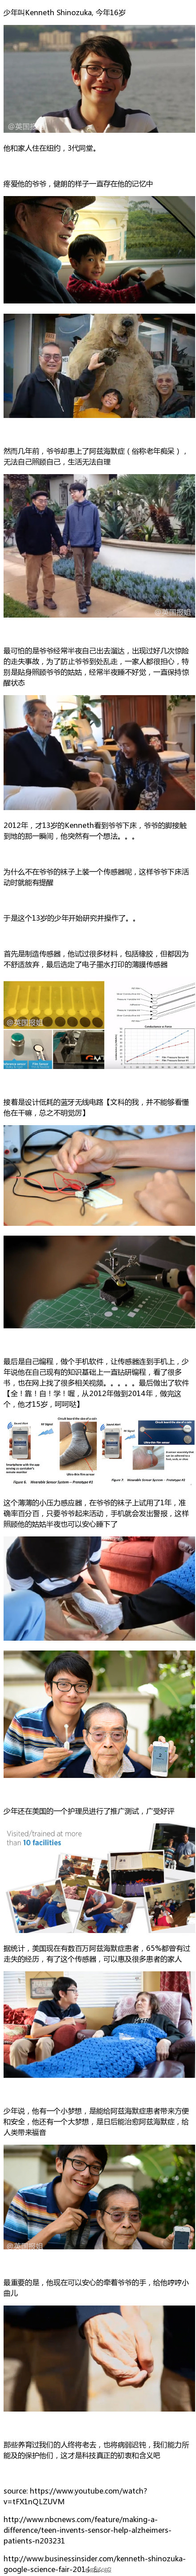 少年叫Kenneth Shinozuka, 今年16岁
@英国报姐
他和家人住在纽约，3代同堂。
疼爱他的爷爷，健朗的样子一直存在他的记忆中
然而几年前，爷爷却患上了阿兹海默症（俗称老年痴呆），
无法自己照顾自己，生活无法自理
@英国报姐
最可怕的是爷爷经常半夜自己出去溜达，出现过好几次惊险
的走失事故，为了防止爷爷到处乱走，一家人都很担心，特
别是贴身照顾爷爷的姑姑，经常半夜睡不好觉，一直保持惊
醒状态
2012年，才13岁的Kenneth看到爷爷下床，爷爷的脚接触
到地的那一瞬间，他突然有一个想法。。。
为什么不在爷爷的袜子上装一个传感器呢，这样爷爷下床活
动时就能有提醒
于是这个13岁的少年开始研究并操作了。。
首先是制造传感器，他试过很多材料，包括橡胶，但都因为
不舒适放弃，最后选定了电子墨水打印的薄膜传感器
@英国报姐
接着是设计低耗的蓝牙无线电路【文科的我，并不能够看懂
他在干嘛，总之不明觉厉】
最后是自己编程，做个手机软件，让传感器连到手机上，少
年说他在自己现有的知识基础上一直钻研编程，看了很多
书，也在网上找了很多相关视频。。。。。最后做出了软件
【全！靠！自！学！喔，从2012年做到2014年，做完这
个，他才15岁，呵呵哒】
这个薄薄的小压力感应器，在爷爷的袜子上试用了1年，准
确率百分百，只要爷爷起来活动，手机就会发出警报，这样
照顾他的姑姑半夜也可以安心睡下了
少年还在美国的一个护理员进行了推广测试，广受好评
Visited/trained at more
than 10 facilities
据统计，美国现在有数百万阿兹海默症患者，65%都曾有过
走失的经历，有了这个传感器，可以惠及很多患者的家人
少年说，他有一个小梦想，是能给阿兹海默症患者带来方便
和安全，他还有一个大梦想，是日后能治愈阿兹海默症，给
人类带来福音
@英国报姐
最重要的是，他现在可以安心的牵着爷爷的手，给他哼哼小
曲儿
那些养育过我们的人终将老去，也将病弱迟钝，我们能力所
能及的保护他们，这才是科技真正的初衷和含义吧
source: https://www.youtube.com/watch?
v=tFX1nQLZUVM
http://www.nbcnews.com/feature/making-a-
difference/teen-invents-sensor-help-alzheimers-
patients-n203231
http://www.businessinsider.com/kenneth-shinozuka-
google-science-fair-2014-8